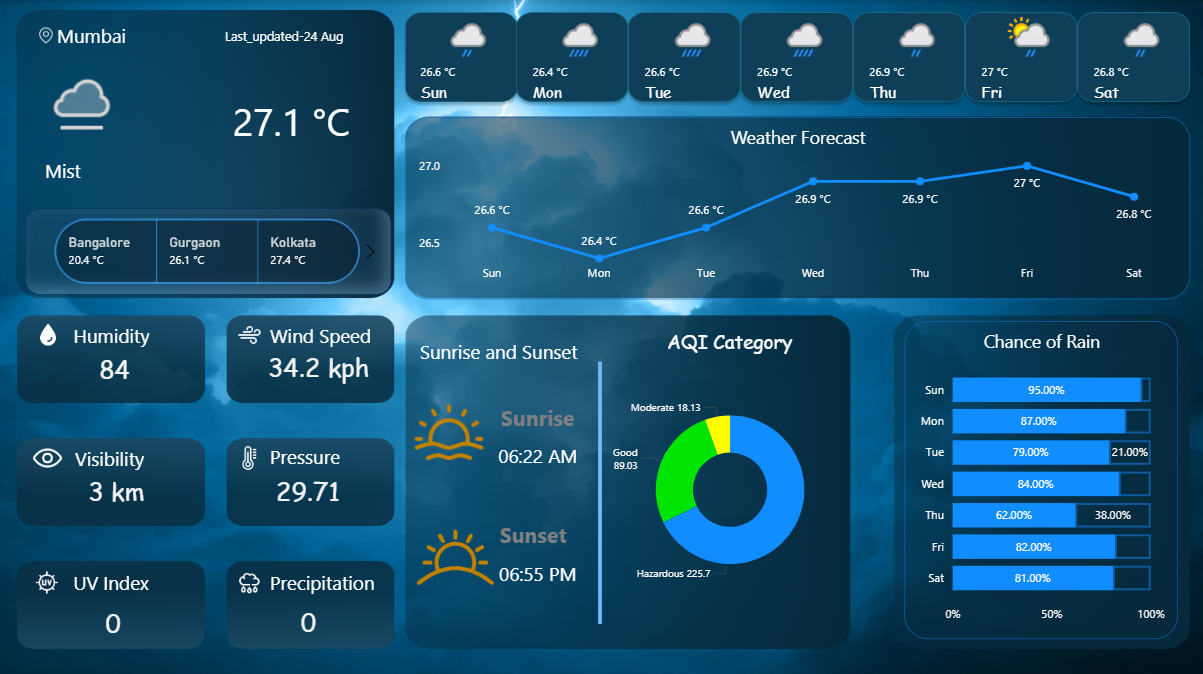 Mumbai
Last_updated-24 Aug
27.1 °C
Mist
Bangalore
20.4 °C
Gurgaon
26.1 °C
Kolkata
27.4 °C
26.6 °C
Sun
26.4 °C
Mon
26.6 °C
Tue
26.9 °C
Wed
26.9 °C
Thu
27 °C
Fri
26.8 °C
Sat
Weather Forecast
27.0
26.5
26.6 °C
26.4 °C
26.6 °C
26.9 °C
26.9 °C
27 °C
26.8 °C
Sun Mon Tue Wed Thu Fri Sat
Humidity
84
Wind Speed
34.2 kph
Visibility
3 km
Pressure
29.71
UV
UV Index
0
Precipitation
0
Sunrise and Sunset
Sunrise
06:22 AM
Sunset
06:55 PM
AQI Category
Moderate 18.13
Good
89.03
Hazardous 225.7
Chance of Rain
Sun 95.00%
Mon 87.00%
Tue 79.00% 21.00%
Wed 84.00%
Thu 62.00% 38.00%
Fri 82.00%
Sat 81.00%
0% 50% 100%